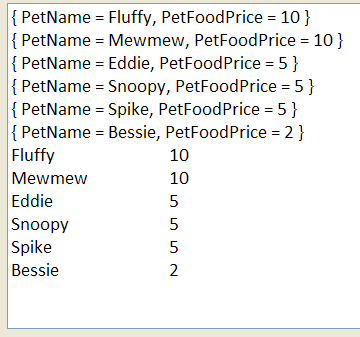 { PetName = Fluffy, PetFoodPrice = 10 }
{ PetName = Mewmew, PetFoodPrice = 10 }
{ PetName = Eddie, PetFoodPrice = 5 }
{ PetName = Snoopy, PetFoodPrice = 5 }
{ PetName = Spike, PetFoodPrice = 5 }
{ PetName = Bessie, PetFoodPrice = 2 }
Fluffy 10
Mewmew 10
Eddie 5
Snoopy 5
Spike 5
Bessie 2